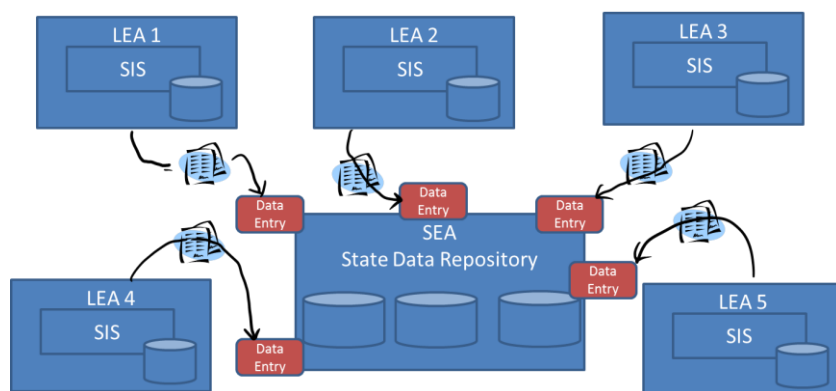 LEA 1
SIS
LEA 2
SIS
LEA 3
SIS
Data
Entry
Data
Entry
Data
Entry
SEA
State Data Repository
Data
Entry
LEA 4
SIS
Data
Entry
LEA 5
SIS